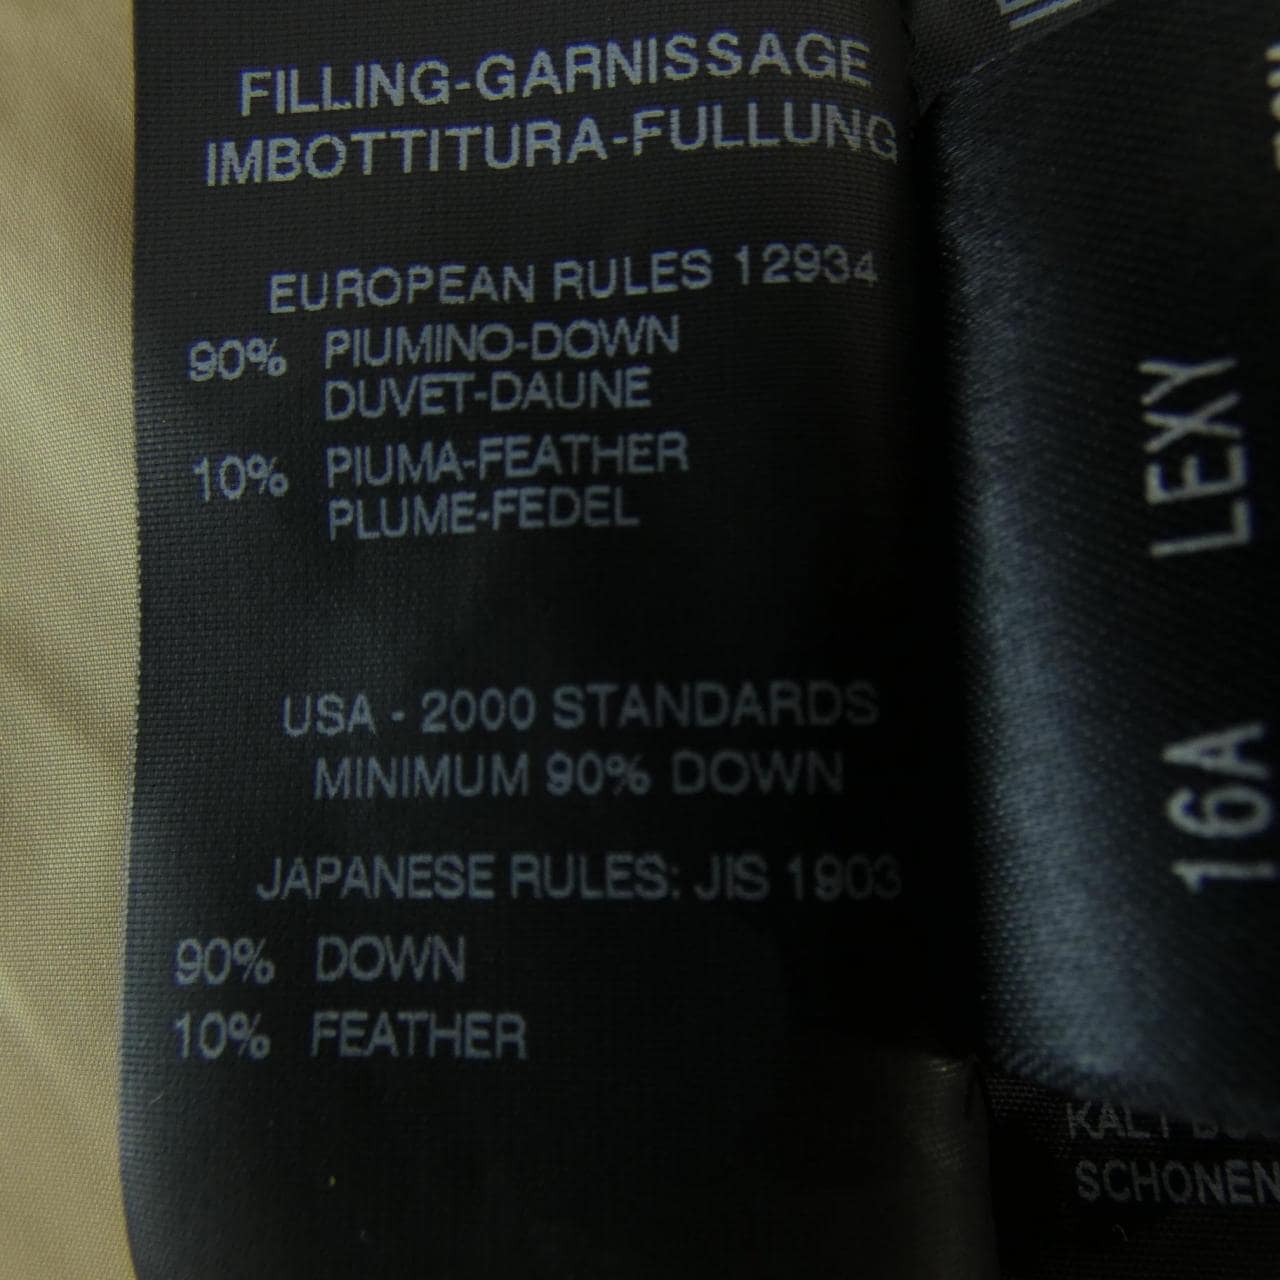 FILLING-GARNISSAGE
IMBOTTITURA-FULLUNG
EUROPEAN RULES 12934
90% PIUMINO-DOWN
DUVET-DAUNE
10% PIUMA-FEATHER
PLUME-FEDEL
USA - 2000 STANDARDS
MINIMUM 90% DOWN
JAPANESE RULES: JIS 1903
90% DOWN
10% FEATHER
16A LEXY
KALT
SCHONEN